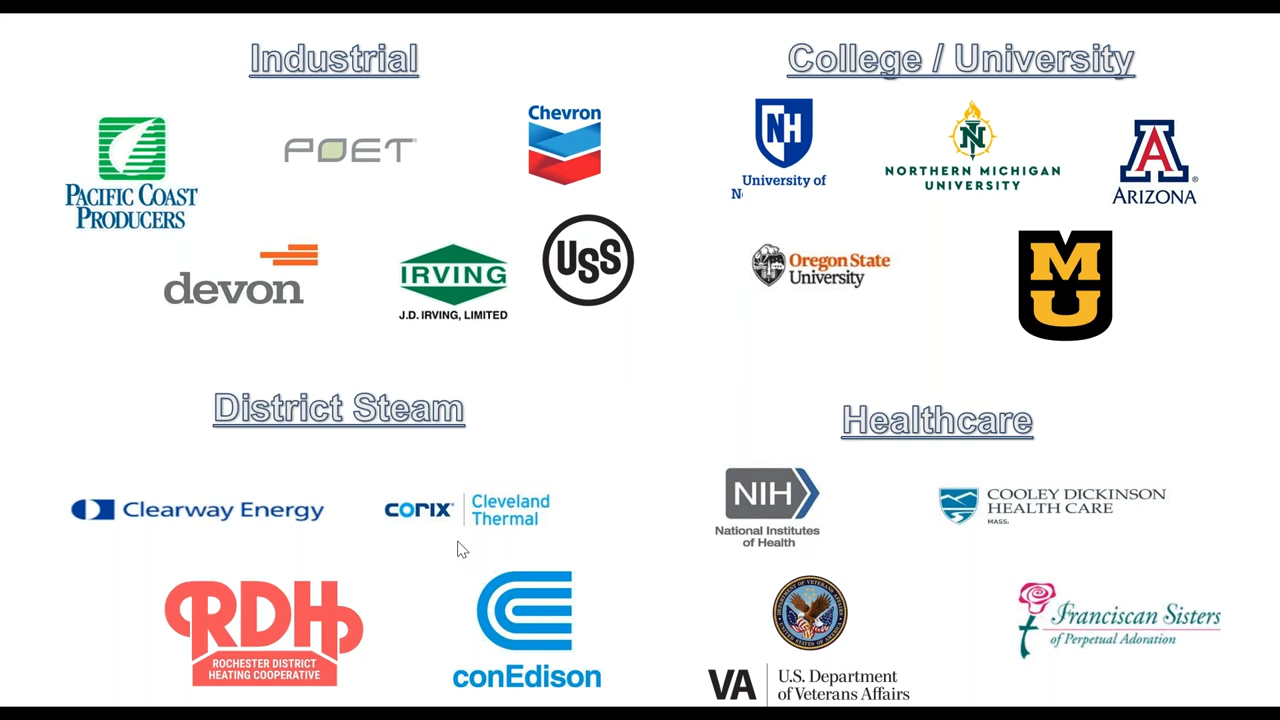 Industrial
PACIFIC COAST
PRODUCERS
POET
Chevron
devon
IRVING
J.D. IRVING, LIMITED
USS
College / University
NH
University of
N
NORTHERN MICHIGAN
UNIVERSITY
A
ARIZONA
Oregon State
University
MU
District Steam
Clearway Energy
corix
Cleveland
Thermal
RDH
ROCHESTER DISTRICT
HEATING COOPERATIVE
conEdison
Healthcare
NIH
National Institutes
of Health
COOLEY DICKINSON
HEALTH CARE
MASS.
VA
U.S. Department
of Veterans Affairs
Franciscan Sisters
of Perpetual Adoration